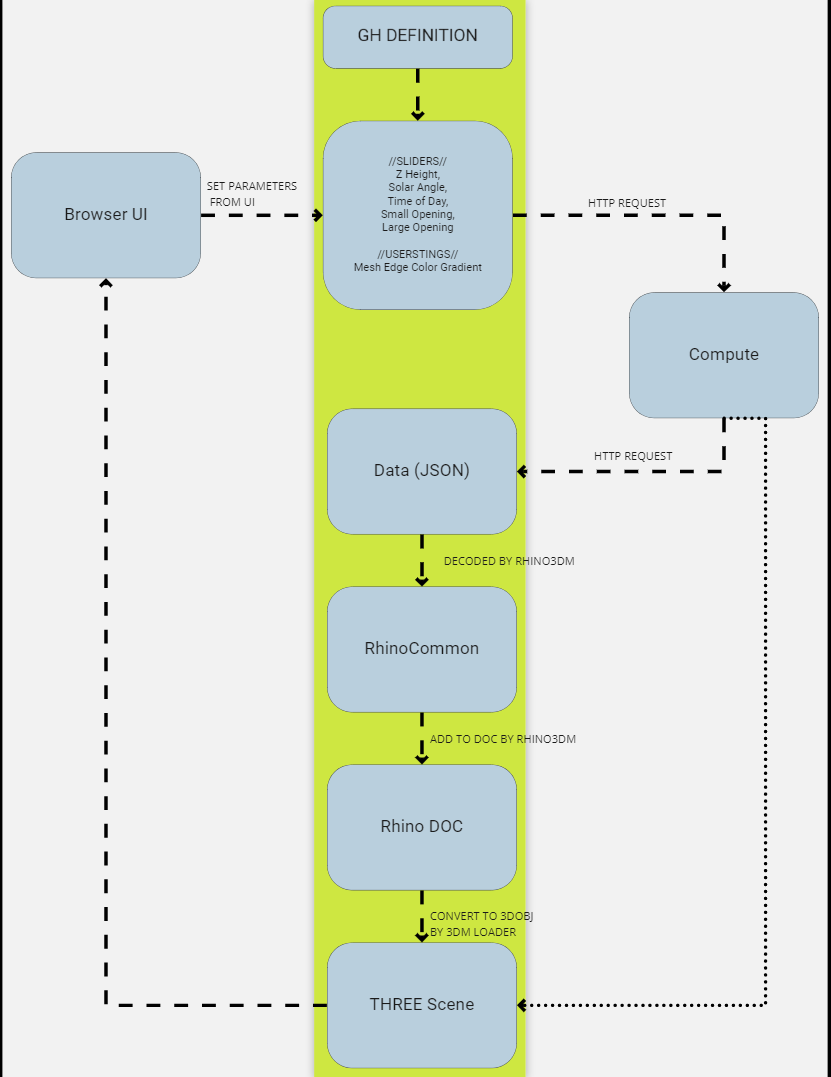 GH DEFINITION
//SLIDERS//
Z Height,
Solar Angle,
Time of Day,
Small Opening,
Large Opening
//USERSTINGS//
Mesh Edge Color Gradient
Browser UI
SET PARAMETERS
FROM UI
HTTP REQUEST
Compute
HTTP REQUEST
Data (JSON)
DECODED BY RHINO3DM
RhinoCommon
ADD TO DOC BY RHINO3DM
Rhino DOC
CONVERT TO 3DOBJ
BY 3DM LOADER
THREE Scene